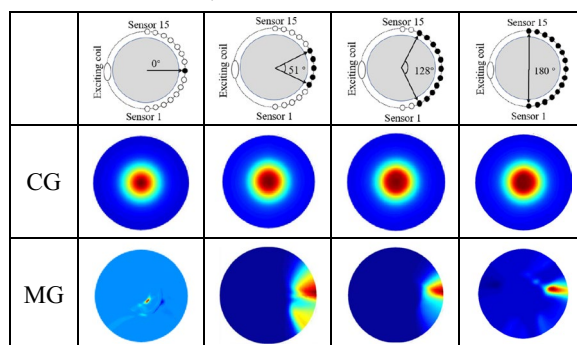 Sensor 15
Exciting coil
0°
Sensor 1
Sensor 15
Exciting coil
51 °
Sensor 1
Sensor 15
Exciting coil
128°
Sensor 1
Sensor 15
Exciting coil
180 °
Sensor 1
CG
MG